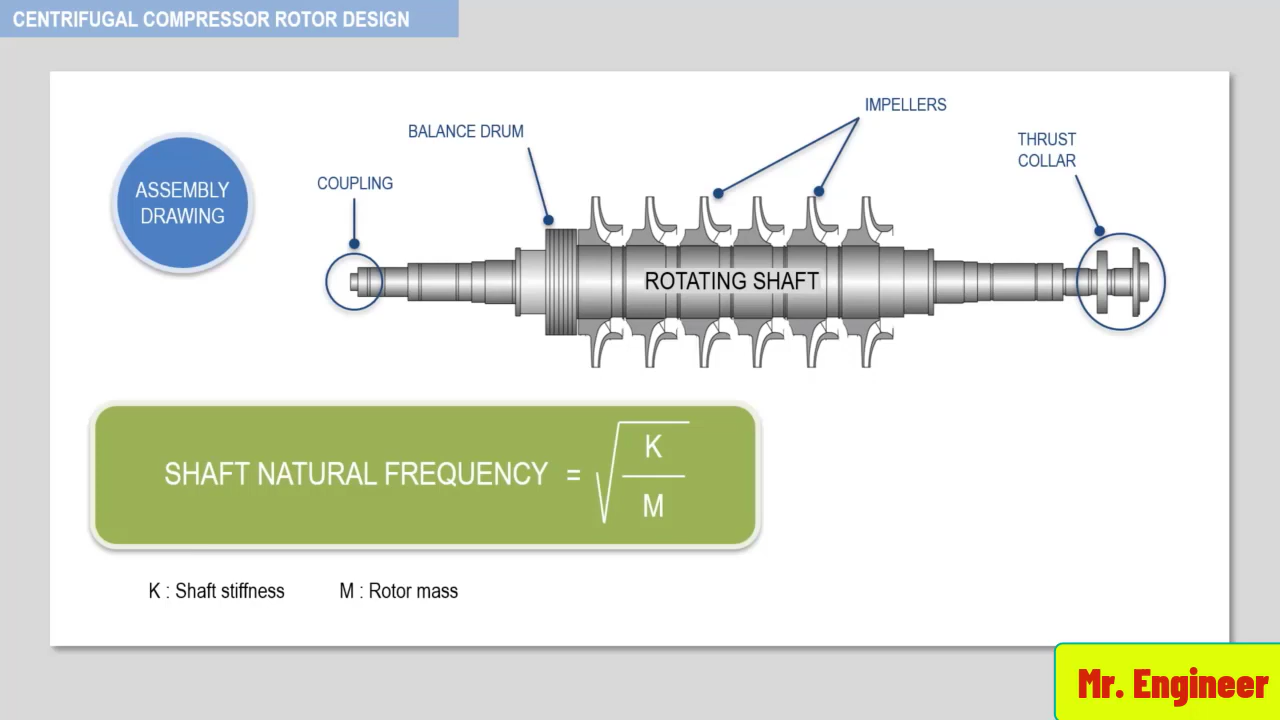 CENTRIFUGAL COMPRESSOR ROTOR DESIGN
IMPELLERS
BALANCE DRUM
THRUST
COLLAR
COUPLING
ASSEMBLY
DRAWING
ROTATING SHAFT
SHAFT NATURAL FREQUENCY = √
K
M
K : Shaft stiffness
M : Rotor mass
Mr. Engineer